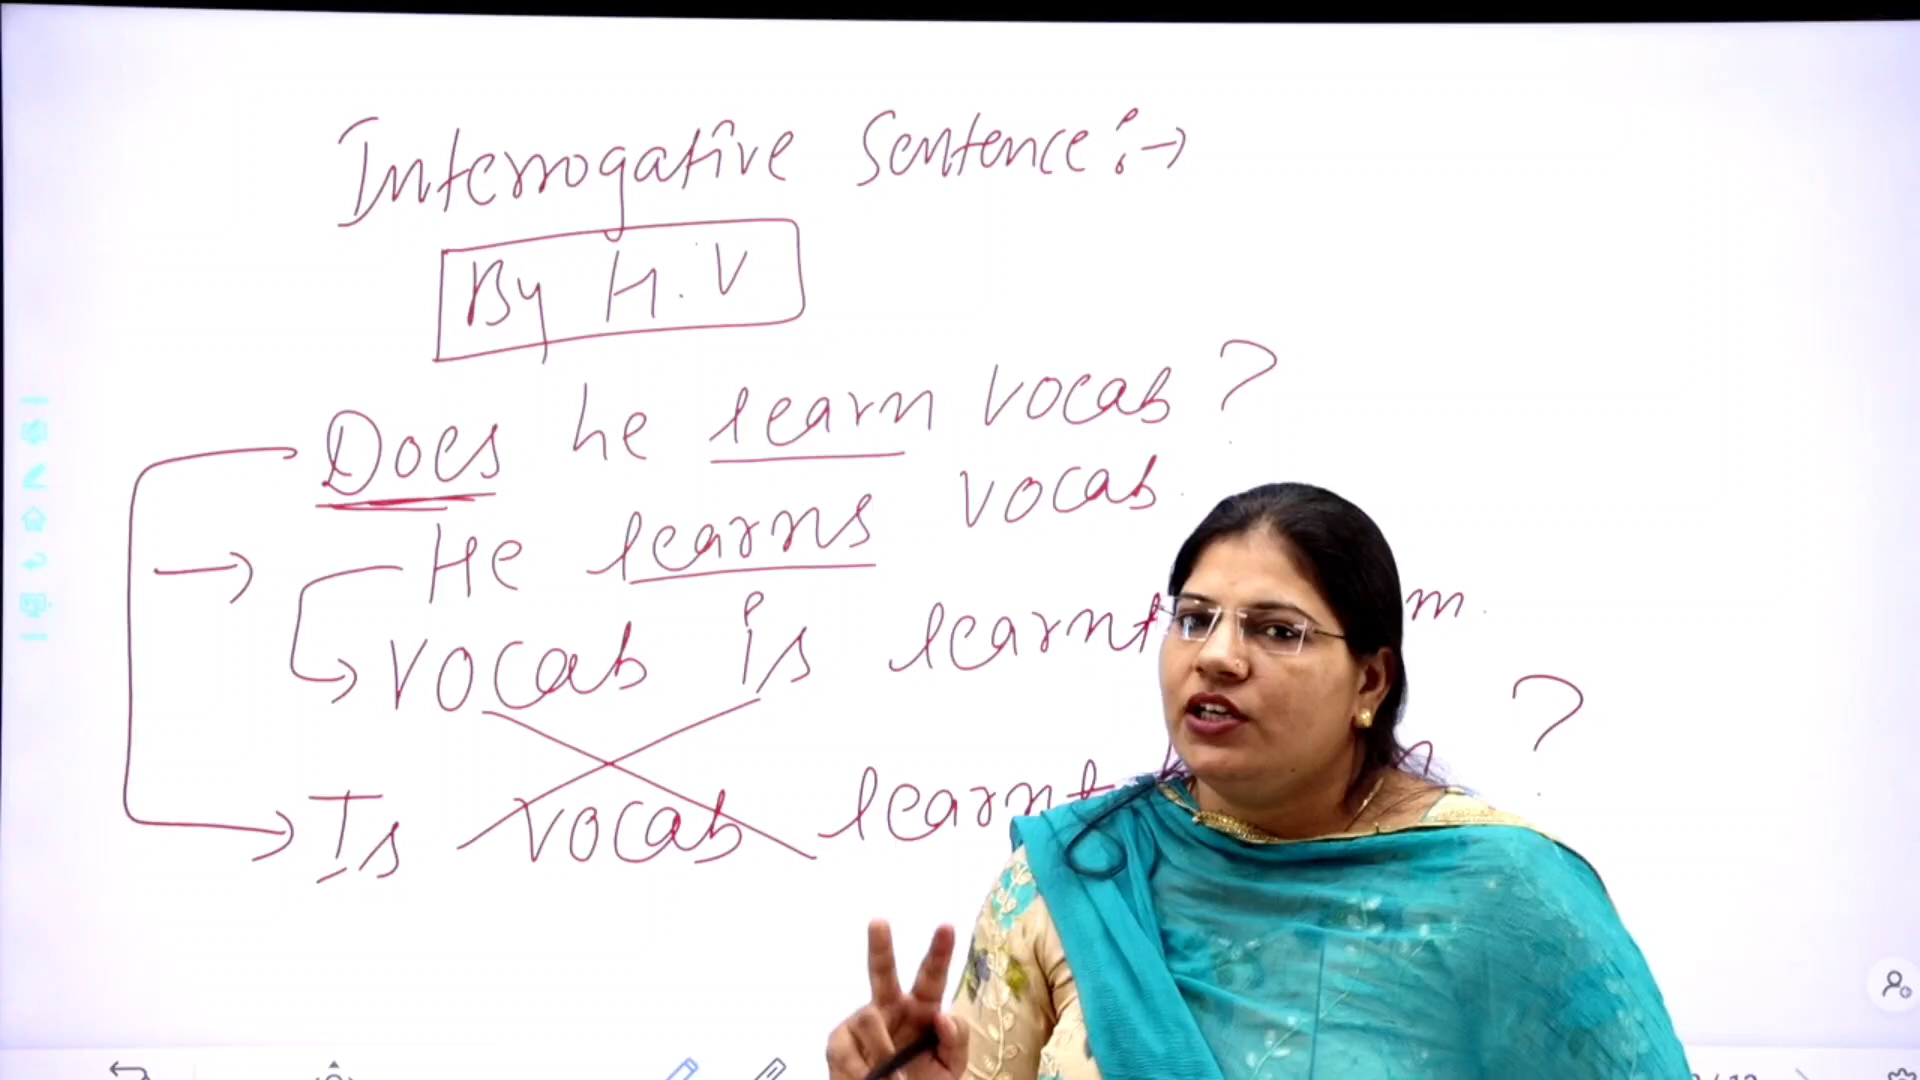 Interrogative Sentence :→
By H.V
Does he learn vocab ?
He learns vocab
vocab is learnt
Is vocab learnt ?